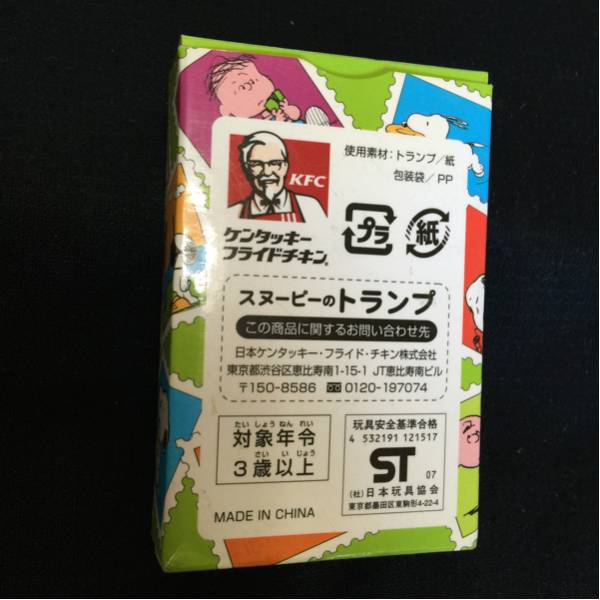 使用素材:トランプ/紙
包装袋/PP
KFC
ケンタッキー
フライドチキン®
プラ
紙
スヌーピーのトランプ
この商品に関するお問い合わせ先
日本ケンタッキー・フライド・チキン株式会社
東京都渋谷区恵比寿南1-15-1 JT恵比寿南ビル
〒150-8586 0120-197074
たいしょうねんれい
対象年令
さいいじょう
3歳以上
玩具安全基準合格
4 532191 121517
ST 07
(社)日本玩具協会
東京都墨田区東駒形4-22-4
MADE IN CHINA